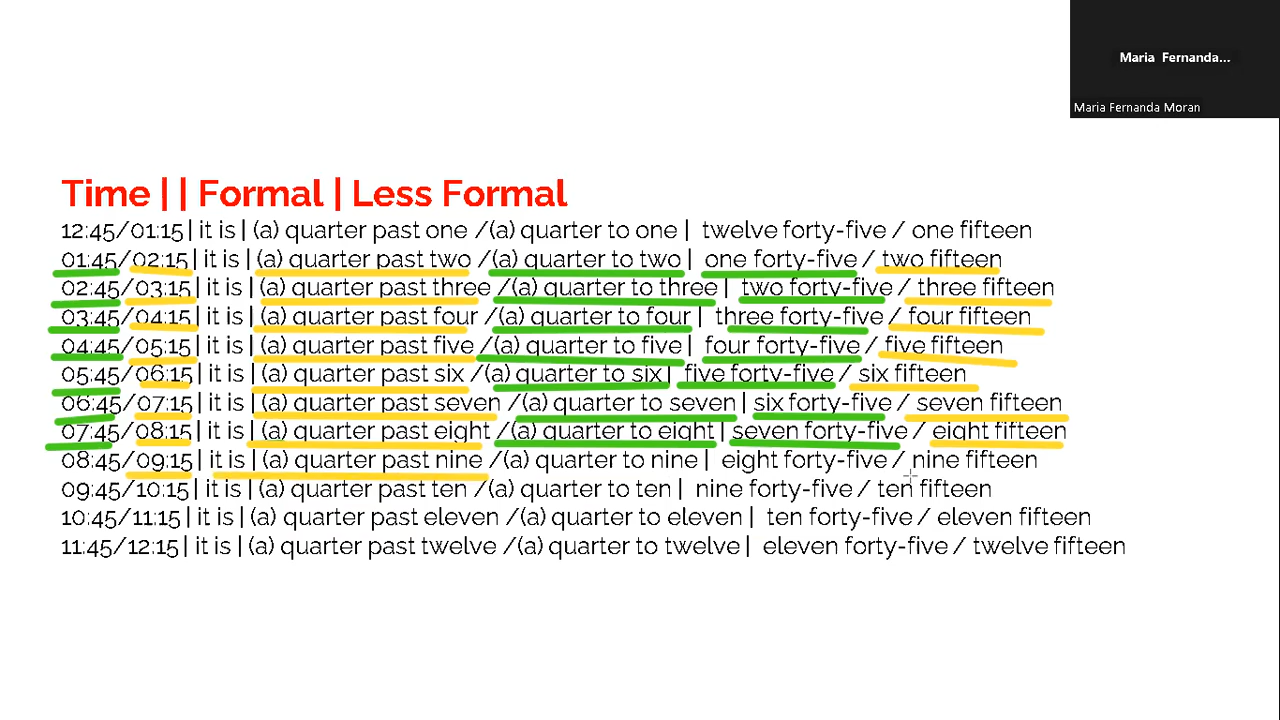 Maria Fernanda...
Maria Fernanda Moran
Time | | Formal | Less Formal
12:45/01:15 | it is | (a) quarter past one /(a) quarter to one | twelve forty-five / one fifteen
01:45/02:15 | it is | (a) quarter past two /(a) quarter to two | one forty-five / two fifteen
02:45/03:15 | it is | (a) quarter past three /(a) quarter to three | two forty-five / three fifteen
03:45/04:15 | it is | (a) quarter past four /(a) quarter to four | three forty-five / four fifteen
04:45/05:15 | it is | (a) quarter past five /(a) quarter to five | four forty-five / five fifteen
05:45/06:15 | it is | (a) quarter past six /(a) quarter to six | five forty-five / six fifteen
06:45/07:15 | it is | (a) quarter past seven /(a) quarter to seven | six forty-five / seven fifteen
07:45/08:15 | it is | (a) quarter past eight /(a) quarter to eight | seven forty-five / eight fifteen
08:45/09:15 | it is | (a) quarter past nine /(a) quarter to nine | eight forty-five / nine fifteen
09:45/10:15 | it is | (a) quarter past ten /(a) quarter to ten | nine forty-five / ten fifteen
10:45/11:15 | it is | (a) quarter past eleven /(a) quarter to eleven | ten forty-five / eleven fifteen
11:45/12:15 | it is | (a) quarter past twelve /(a) quarter to twelve | eleven forty-five / twelve fifteen